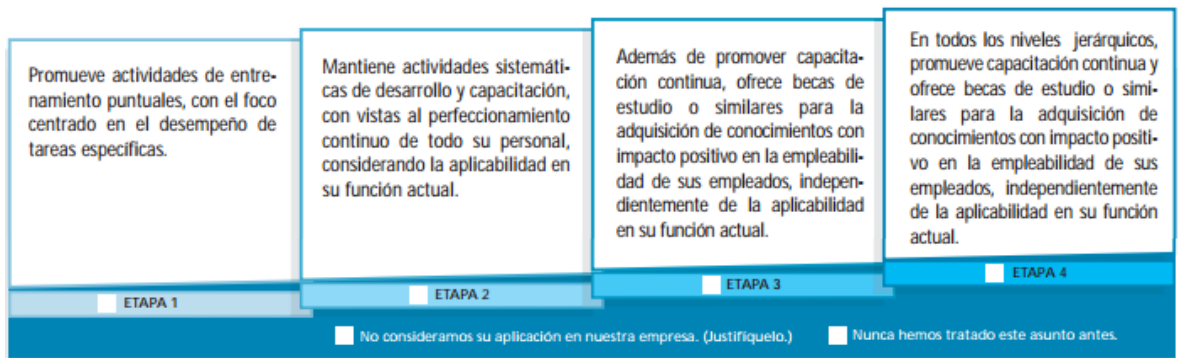 Promueve actividades de entre-
namiento puntuales, con el foco
centrado en el desempeño de
tareas específicas.
ETAPA 1
Mantiene actividades sistemáti-
cas de desarrollo y capacitación,
con vistas al perfeccionamiento
continuo de todo su personal,
considerando la aplicabilidad en
su función actual.
ETAPA 2
Además de promover capacita-
ción continua, ofrece becas de
estudio o similares para la
adquisición de conocimientos con
impacto positivo en la empleabili-
dad de sus empleados, indepen-
dientemente de la aplicabilidad
en su función actual.
ETAPA 3
En todos los niveles jerárquicos,
promueve capacitación continua y
ofrece becas de estudio o simi-
lares para la adquisición de
conocimientos con impacto positi-
vo en la empleabilidad de sus
empleados, independientemente
de la aplicabilidad en su función
actual.
ETAPA 4
No consideramos su aplicación en nuestra empresa. (Justifíquelo.)
Nunca hemos tratado este asunto antes.